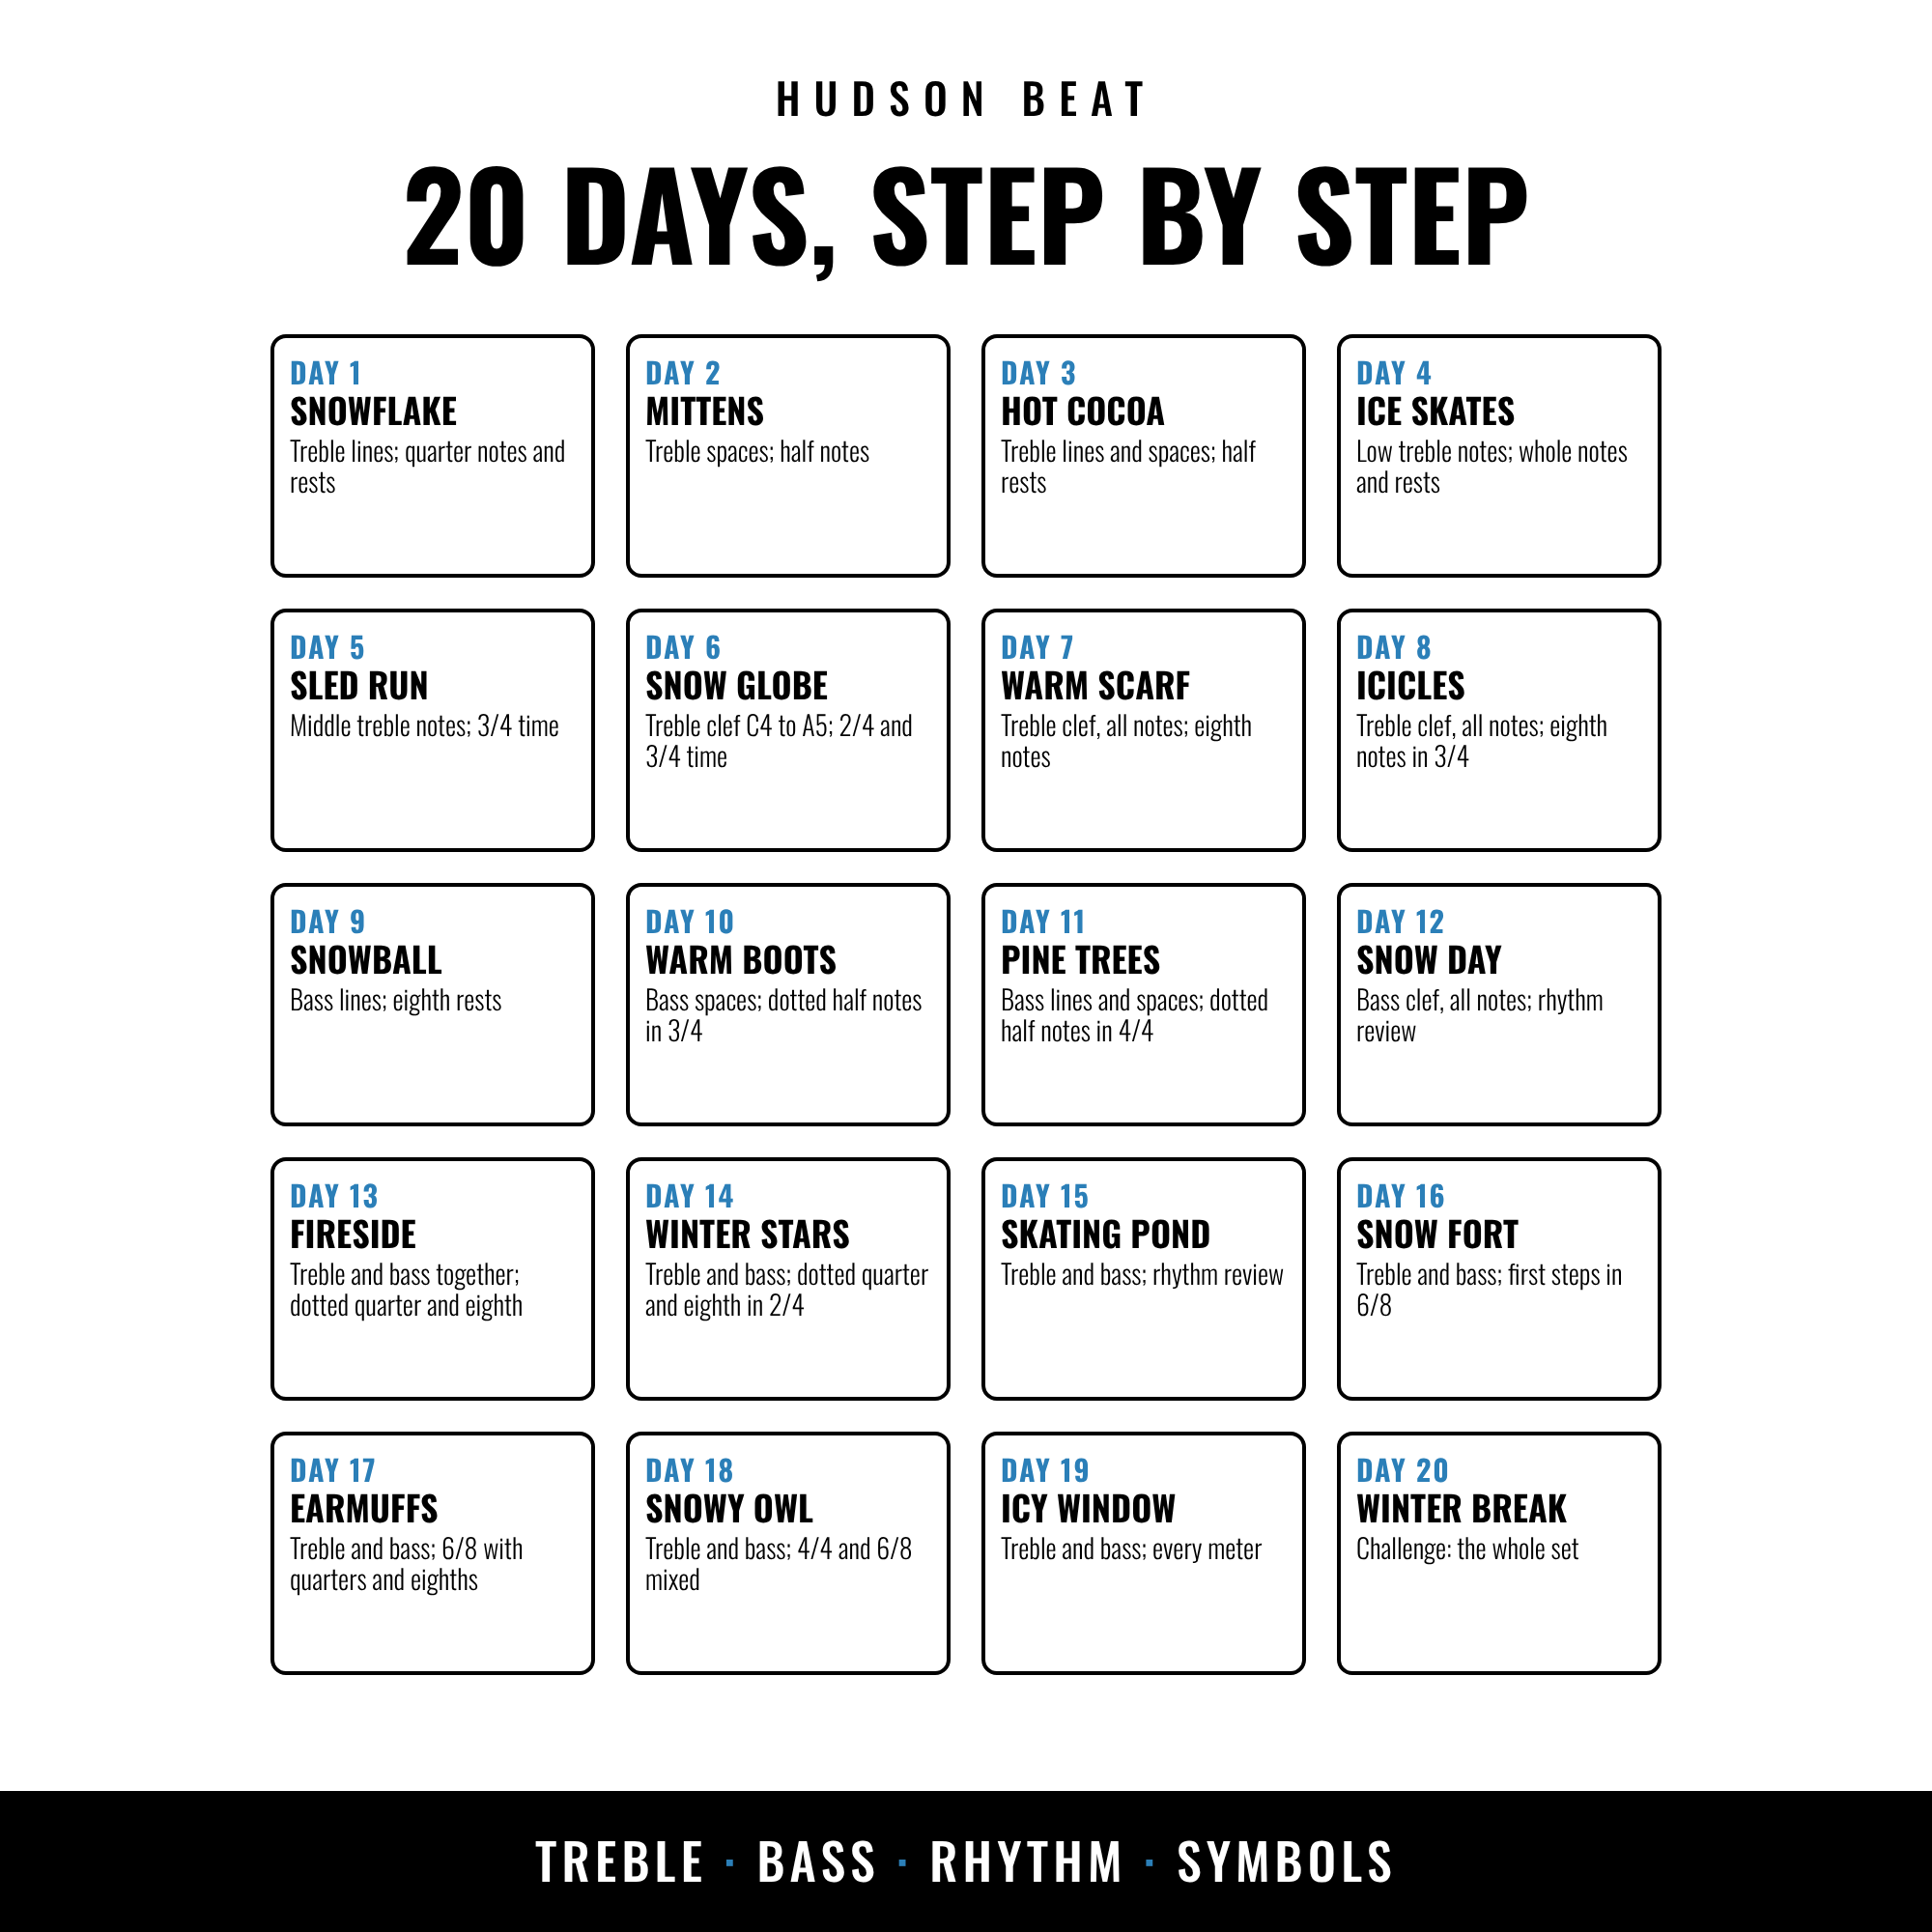 HUDSON BEAT
20 DAYS, STEP BY STEP
DAY 1
SNOWFLAKE
Treble lines; quarter notes and
rests
DAY 2
MITTENS
Treble spaces; half notes
DAY 3
HOT COCOA
Treble lines and spaces; half
rests
DAY 4
ICE SKATES
Low treble notes; whole notes
and rests
DAY 5
SLED RUN
Middle treble notes; 3/4 time
DAY 6
SNOW GLOBE
Treble clef C4 to A5; 2/4 and
3/4 time
DAY 7
WARM SCARF
Treble clef, all notes; eighth
notes
DAY 8
ICICLES
Treble clef, all notes; eighth
notes in 3/4
DAY 9
SNOWBALL
Bass lines; eighth rests
DAY 10
WARM BOOTS
Bass spaces; dotted half notes
in 3/4
DAY 11
PINE TREES
Bass lines and spaces; dotted
half notes in 4/4
DAY 12
SNOW DAY
Bass clef, all notes; rhythm
review
DAY 13
FIRESIDE
Treble and bass together;
dotted quarter and eighth
DAY 14
WINTER STARS
Treble and bass; dotted quarter
and eighth in 2/4
DAY 15
SKATING POND
Treble and bass; rhythm review
DAY 16
SNOW FORT
Treble and bass; first steps in
6/8
DAY 17
EARMUFFS
Treble and bass; 6/8 with
quarters and eighths
DAY 18
SNOWY OWL
Treble and bass; 4/4 and 6/8
mixed
DAY 19
ICY WINDOW
Treble and bass; every meter
DAY 20
WINTER BREAK
Challenge: the whole set
TREBLE · BASS · RHYTHM · SYMBOLS